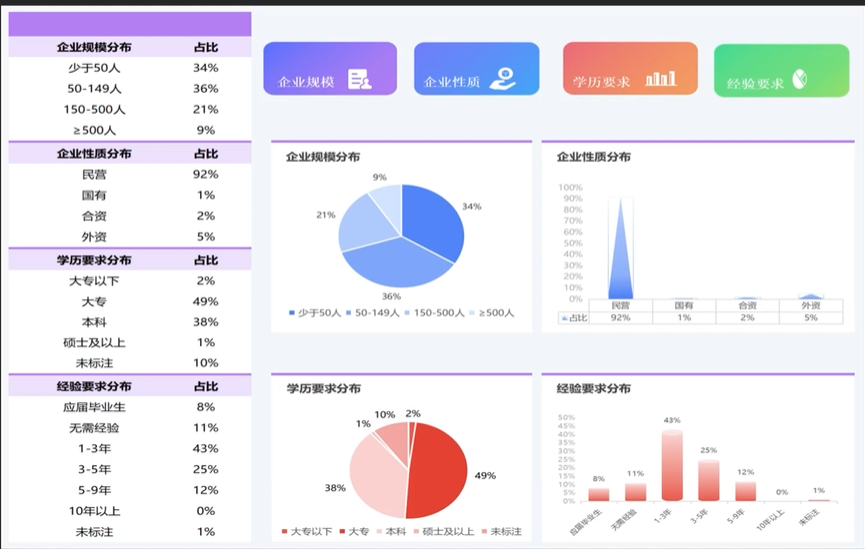 企业规模分布 占比
少于50人 34%
50-149人 36%
150-500人 21%
≥500人 9%
企业性质分布 占比
民营 92%
国有 1%
合资 2%
外资 5%
学历要求分布 占比
大专以下 2%
大专 49%
本科 38%
硕士及以上 1%
未标注 10%
经验要求分布 占比
应届毕业生 8%
无需经验 11%
1-3年 43%
3-5年 25%
5-9年 12%
10年以上 0%
未标注 1%
企业规模
企业性质
学历要求
经验要求
企业规模分布
9%
34%
21%
36%
少于50人 50-149人 150-500人 ≥500人
企业性质分布
100%
90%
80%
70%
60%
50%
40%
30%
20%
10%
0%
民营 国有 合资 外资
占比 92% 1% 2% 5%
学历要求分布
10% 2%
1%
49%
38%
大专以下 大专 本科 硕士及以上 未标注
经验要求分布
50%
45%
40%
35%
30%
25%
20%
15%
10%
5%
0%
8% 11% 43% 25% 12% 0% 1%
应届毕业生 无需经验 1-3年 3-5年 5-9年 10年以上 未标注